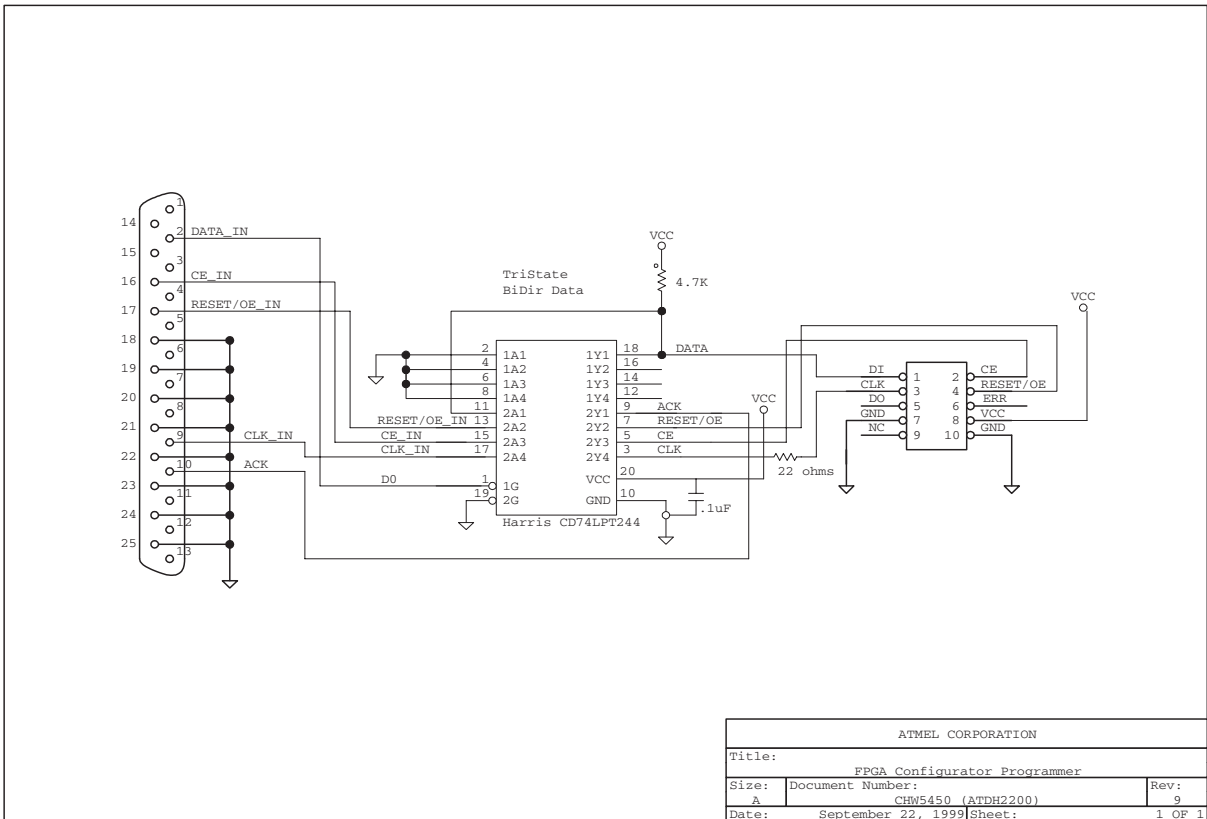 1
14
2 DATA_IN
15
3
16 CE_IN
4
17 RESET/OE_IN
5
18
6
19
7
20
8
21
9 CLK_IN
22
10 ACK
23
11
24
12
25
13
TriState
BiDir Data
VCC
4.7K
2 1A1 1Y1 18 DATA
4 1A2 1Y2 16
6 1A3 1Y3 14
8 1A4 1Y4 12
11 2A1 2Y1 9 ACK
RESET/OE_IN 13 2A2 2Y2 7 RESET/OE
CE_IN 15 2A3 2Y3 5 CE
CLK_IN 17 2A4 2Y4 3 CLK
VCC 20
D0 1 1G
19 2G GND 10
Harris CD74LPT244
VCC
22 ohms
.1uF
VCC
DI 1 2 CE
CLK 3 4 RESET/OE
DO 5 6 ERR
GND 7 8 VCC
NC 9 10 GND
ATMEL CORPORATION
Title:
FPGA Configurator Programmer
Size: Document Number: Rev:
A CHW5450 (ATDH2200) 9
Date: September 22, 1999 Sheet: 1 OF 1